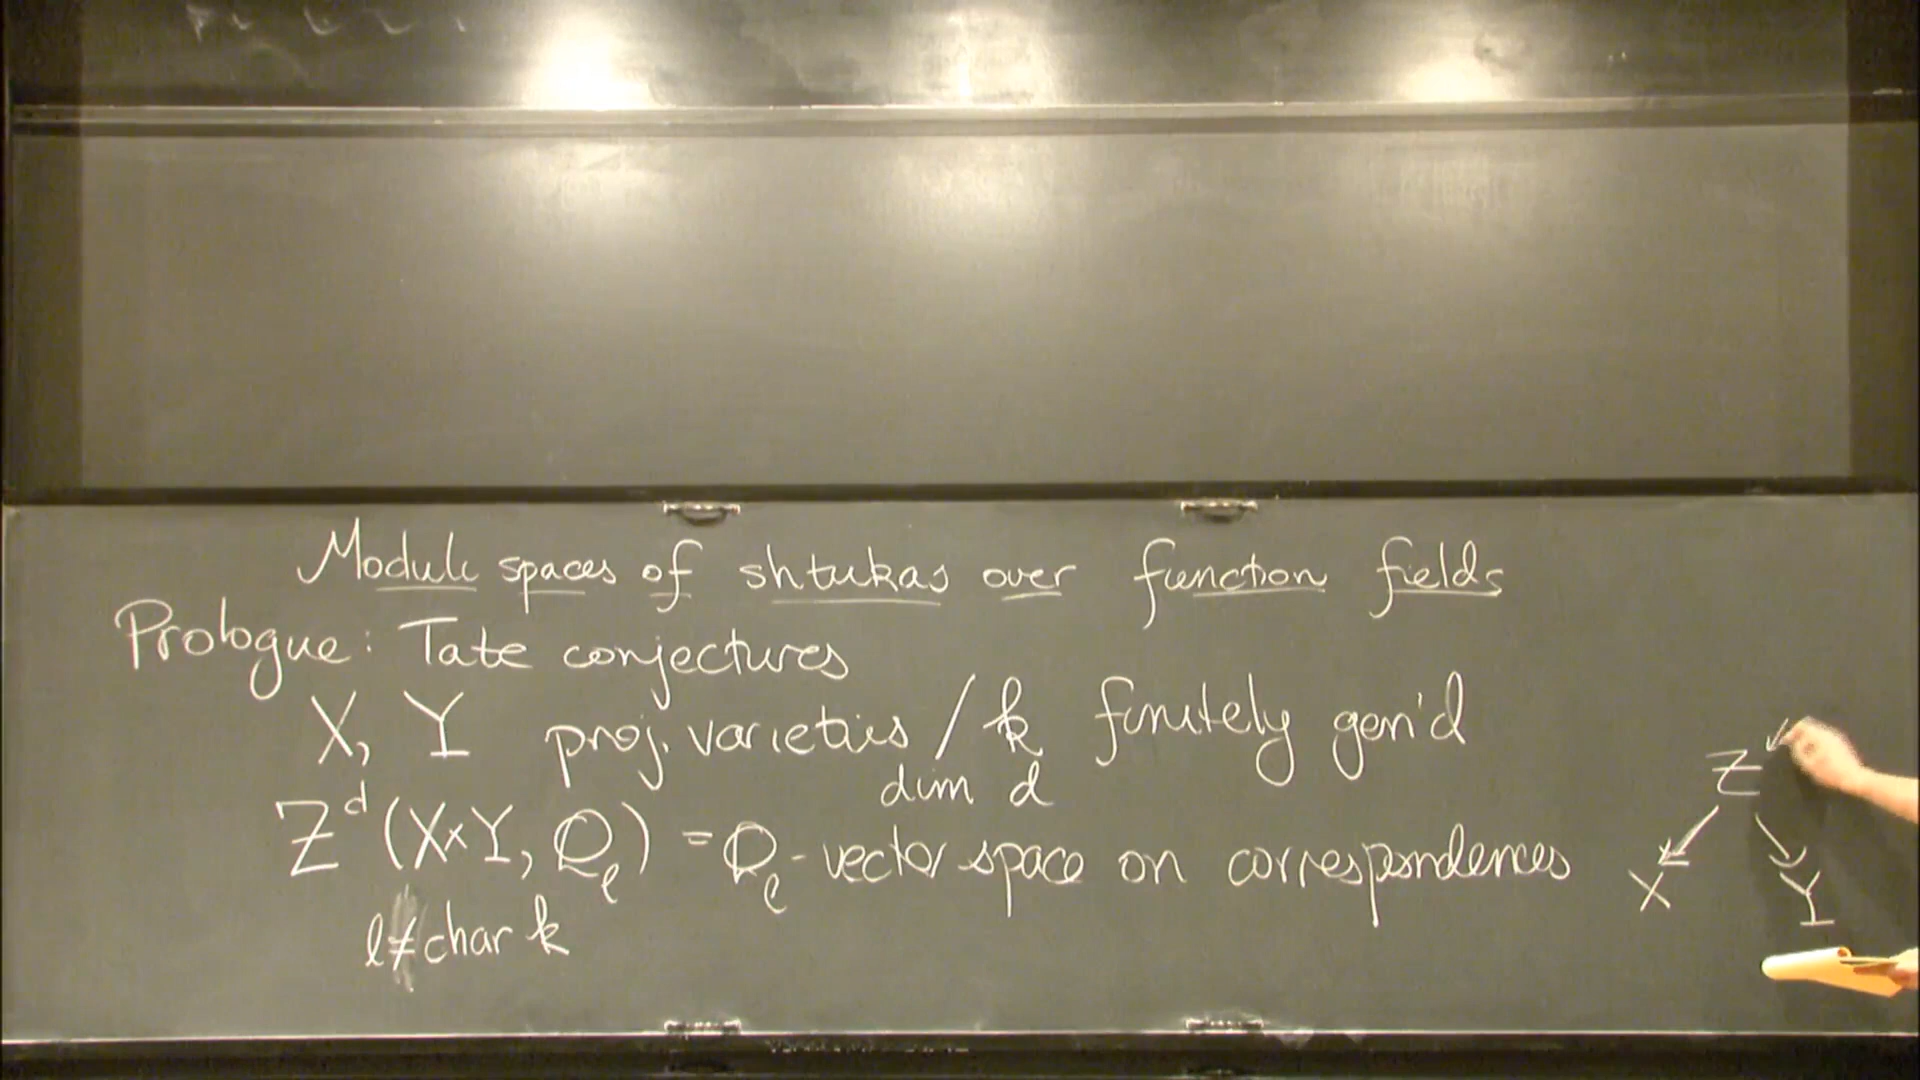 Moduli spaces of shtukas over function fields
Prologue: Tate conjectures
X, Y proj. varieties / k finitely gen'd
dim d
Z^d (X×Y, Q_ℓ) = Q_ℓ - vector space on correspondences
ℓ ≠ char k
Z
X Y